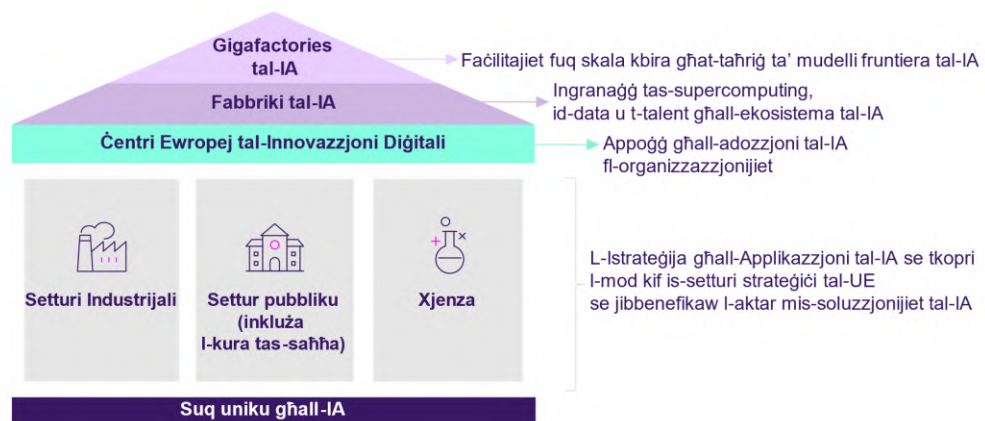 Gigafactories
tal-IA
Faċilitajiet fuq skala kbira għat-taħriġ ta’ mudelli fruntiera tal-IA
Fabbriki tal-IA
Ingranaġġ tas-supercomputing,
id-data u t-talent għall-ekosistema tal-IA
Ċentri Ewropej tal-Innovazzjoni Diġitali
Appoġġ għall-adozzjoni tal-IA
fl-organizzazzjonijiet
Setturi Industrijali
Settur pubbliku
(inkluża
l-kura tas-saħħa)
Xjenza
L-Istrateġija għall-Applikazzjoni tal-IA se tkopri
l-mod kif is-setturi strateġiċi tal-UE
se jibbenefikaw l-aktar mis-soluzzjonijiet tal-IA
Suq uniku għall-IA